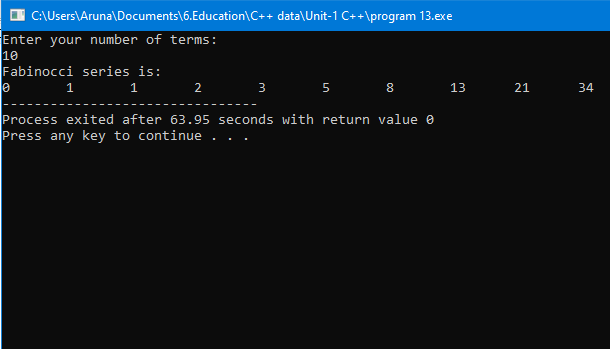 C:\Users\Aruna\Documents\6.Education\C++ data\Unit-1 C++\program 13.exe
Enter your number of terms:
10
Fabinocci series is:
0 1 1 2 3 5 8 13 21 34
--------------------------------
Process exited after 63.95 seconds with return value 0
Press any key to continue . . .